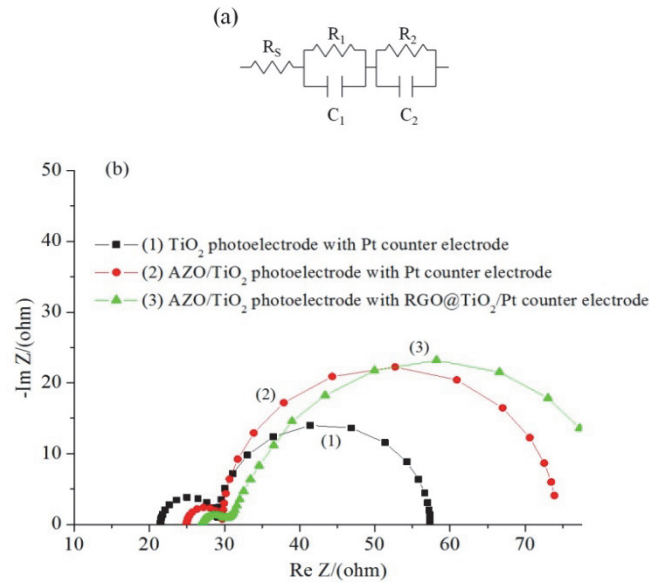 (a)
R_S
R_1
R_2
C_1
C_2
(b)
50
40
30
20
10
0
-Im Z/(ohm)
(1) TiO_2 photoelectrode with Pt counter electrode
(2) AZO/TiO_2 photoelectrode with Pt counter electrode
(3) AZO/TiO_2 photoelectrode with RGO@TiO_2/Pt counter electrode
(3)
(2)
(1)
10 20 30 40 50 60 70
Re Z/(ohm)